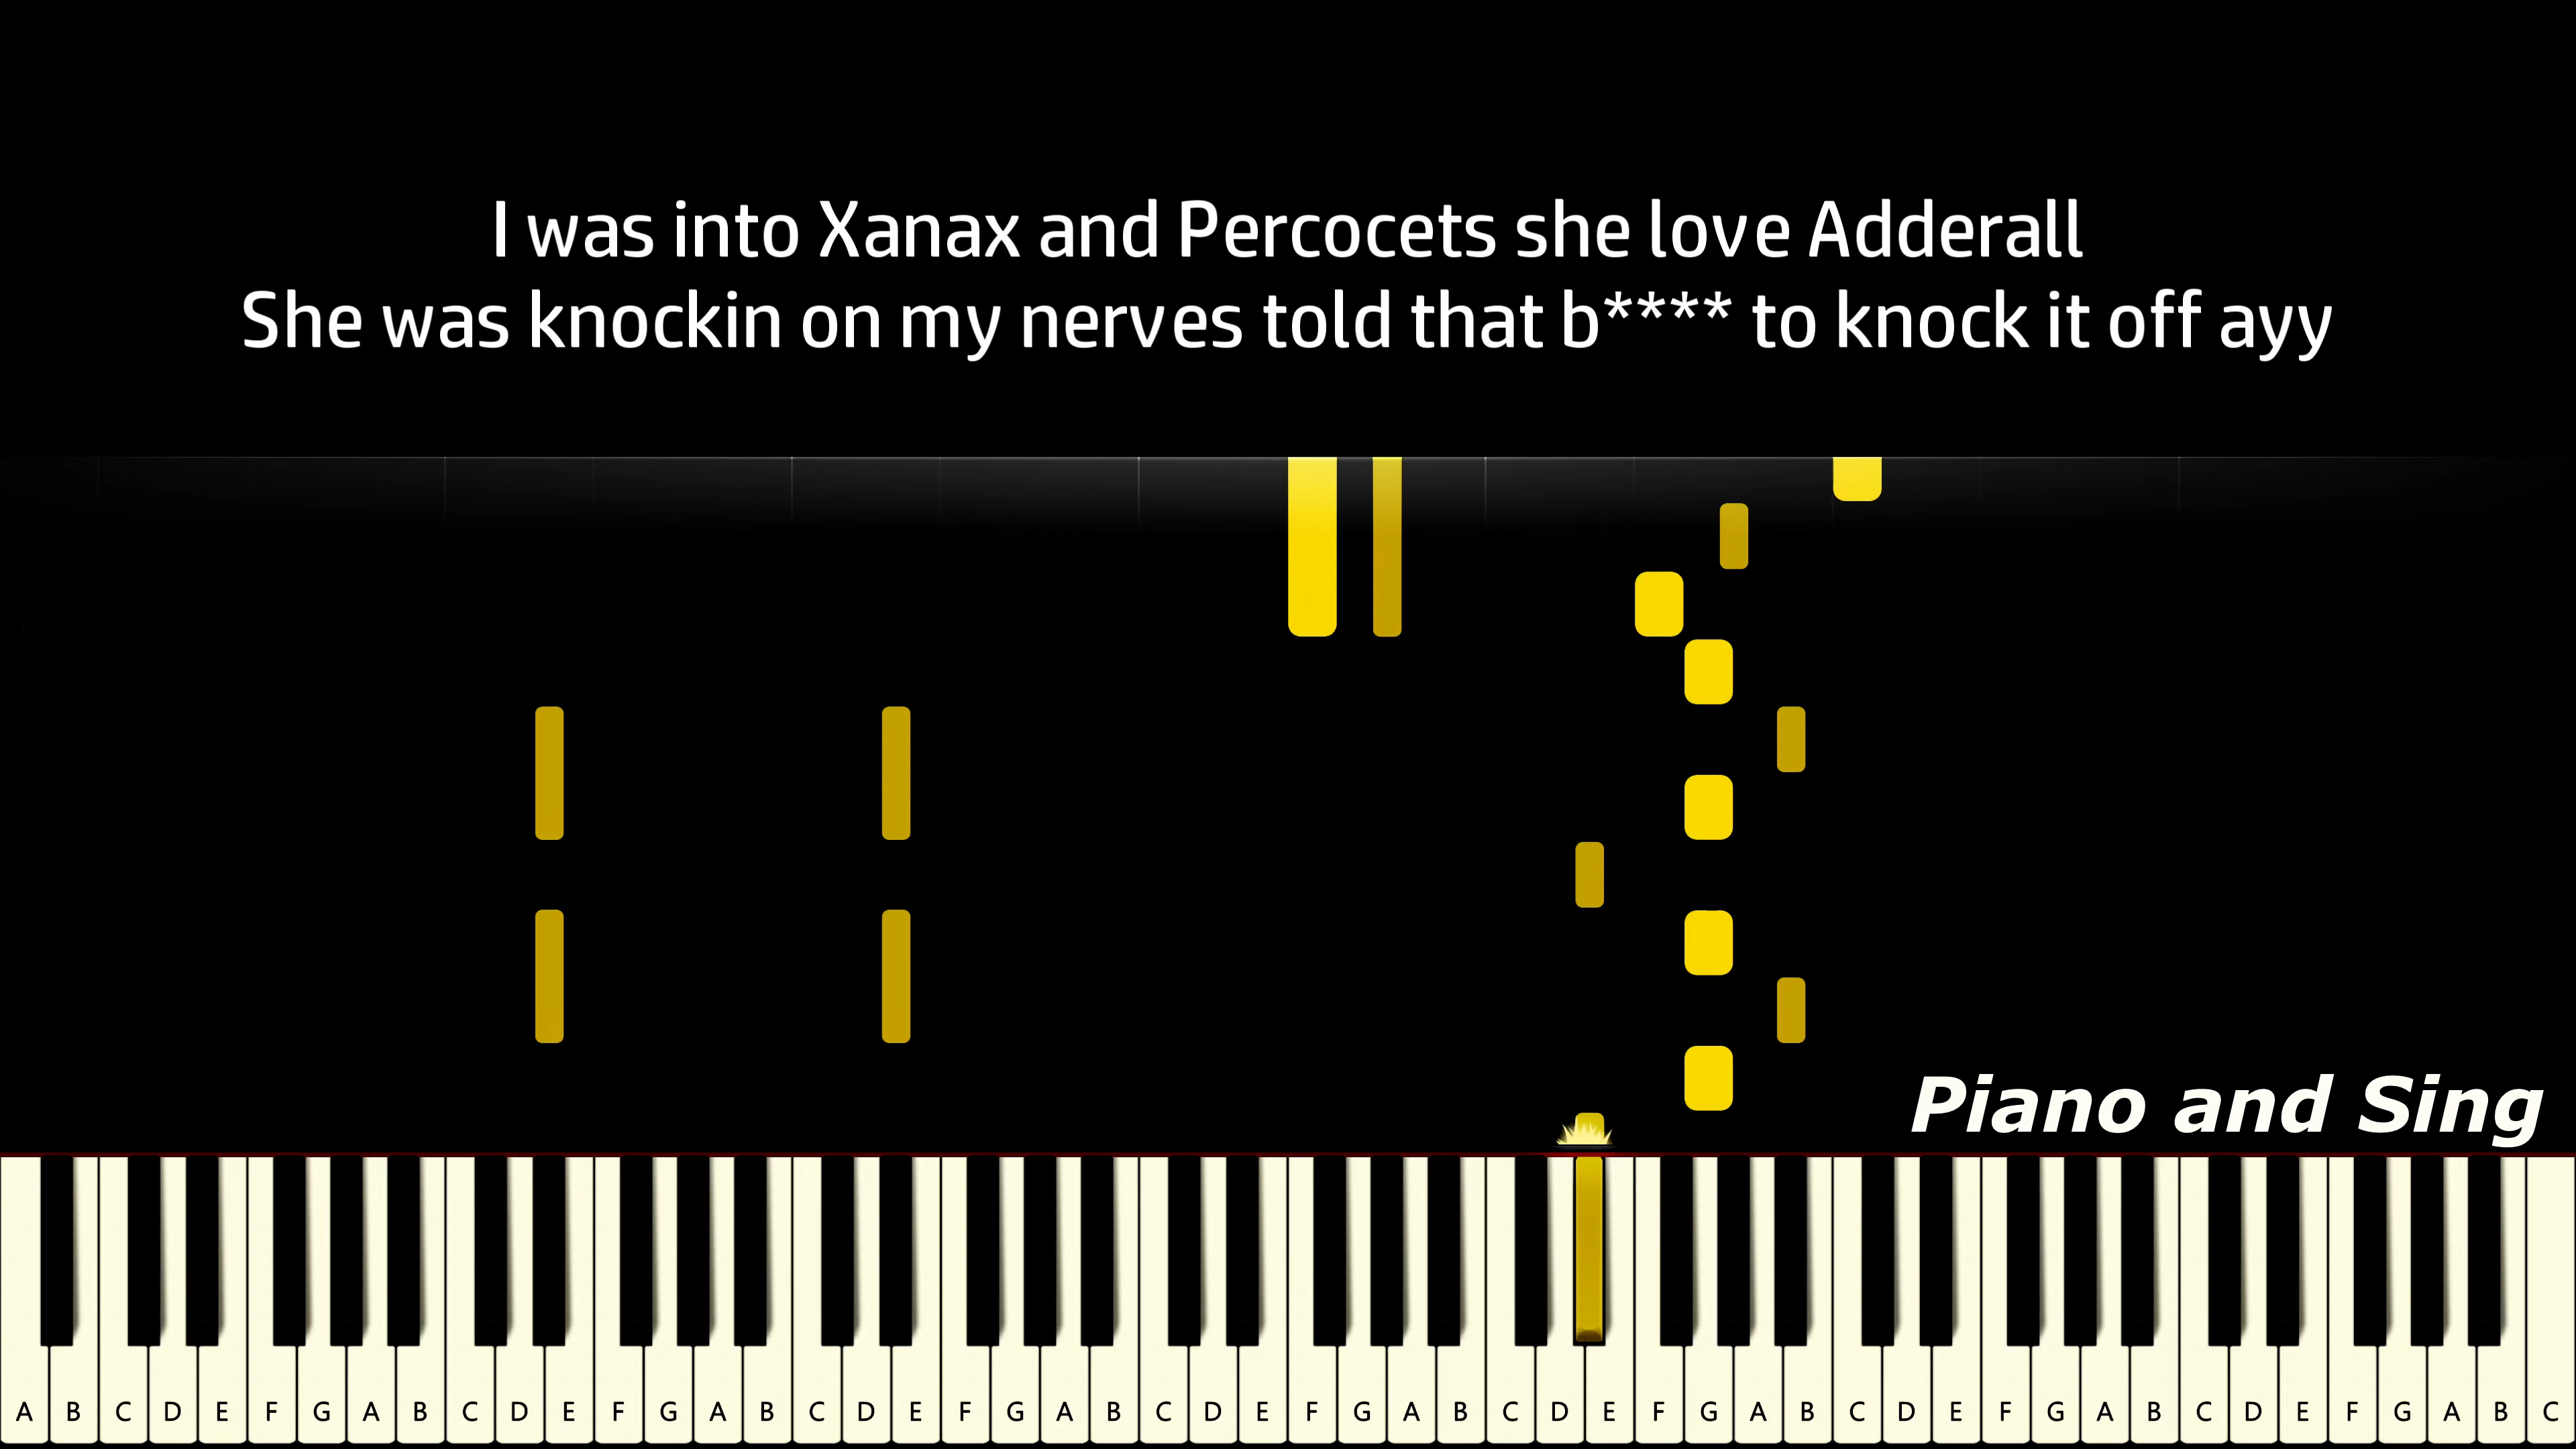 I was into Xanax and Percocets she love Adderall
She was knockin on my nerves told that b**** to knock it off ayy
Piano and Sing
A B C D E F G A B C D E F G A B C D E F G A B C D E F G A B C D E F G A B C D E F G A B C D E F G A B C